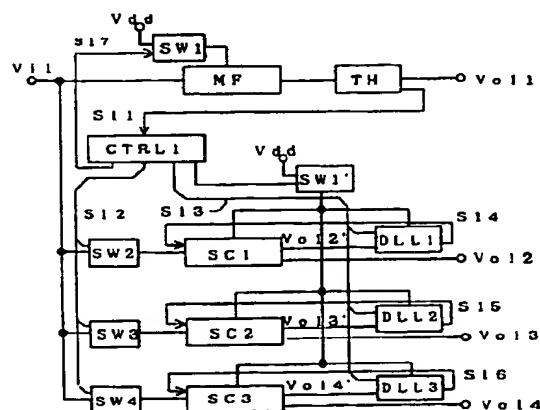 Vdd
S17
SW1
Vi1
MF
TH
Vo11
S11
CTRL1
Vdd
SW1'
S12
S13
S14
SW2
SC1
Vo12'
DLL1
Vo12
S15
SW3
SC2
Vo13'
DLL2
Vo13
S16
SW4
SC3
Vo14'
DLL3
Vo14